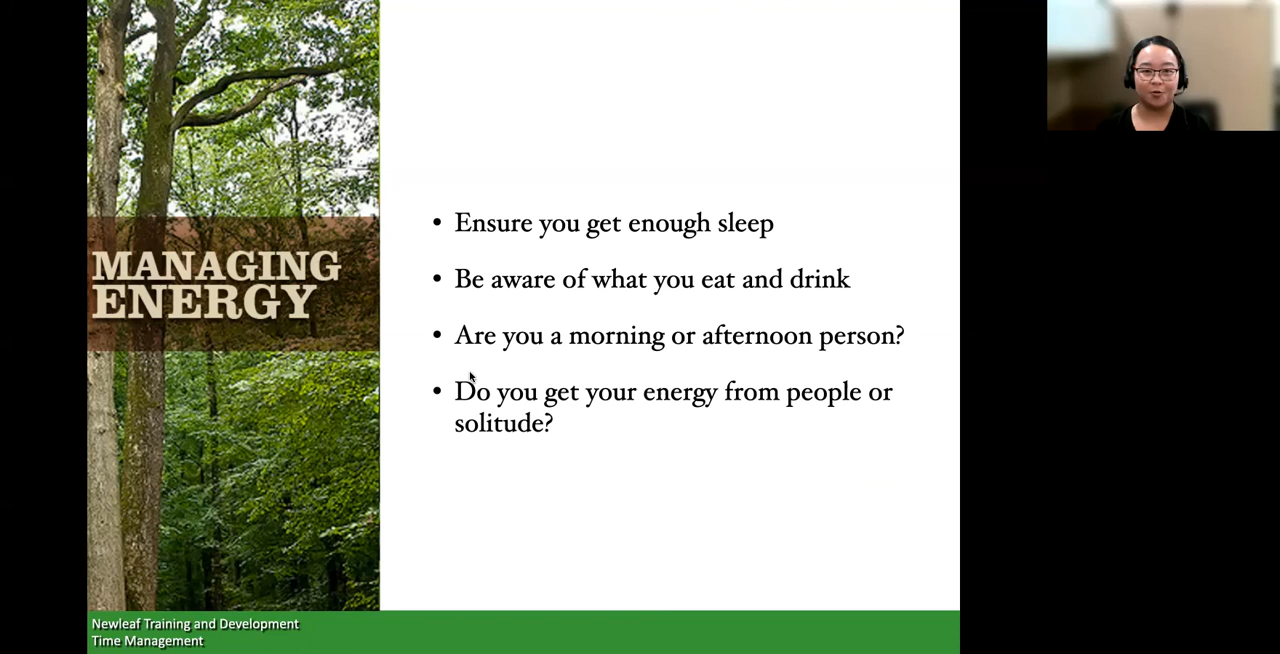 MANAGING
ENERGY
• Ensure you get enough sleep
• Be aware of what you eat and drink
• Are you a morning or afternoon person?
• Do you get your energy from people or
solitude?
Newleaf Training and Development
Time Management